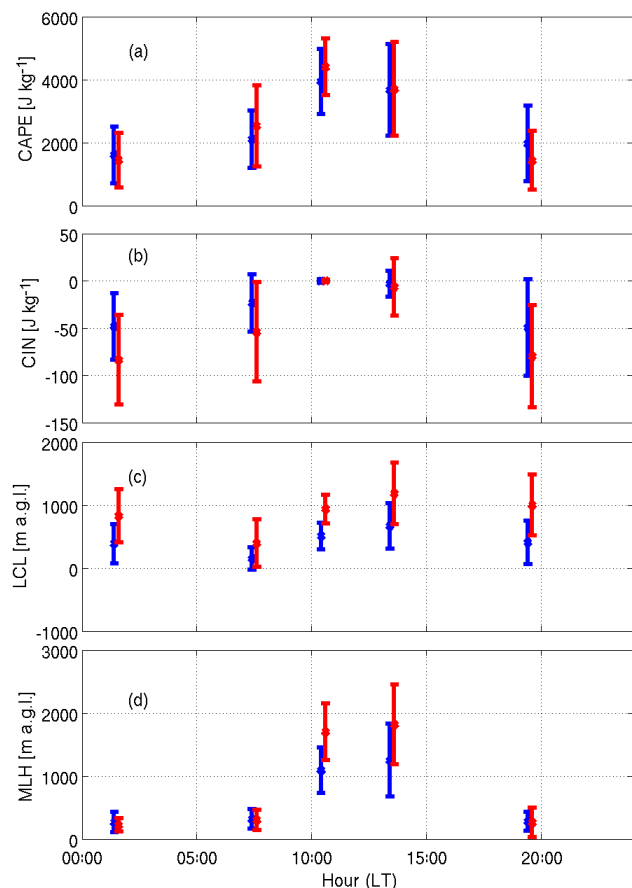 6000
4000
2000
0
CAPE [J kg⁻¹]
(a)
50
0
-50
-100
-150
CIN [J kg⁻¹]
(b)
2000
1000
0
-1000
LCL [m a.g.l.]
(c)
3000
2000
1000
0
MLH [m a.g.l.]
(d)
00:00 05:00 10:00 15:00 20:00
Hour (LT)